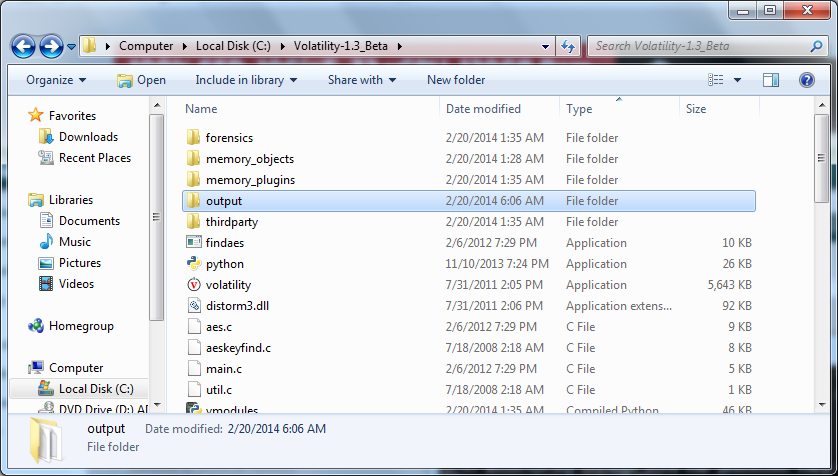 Computer Local Disk (C:) Volatility-1.3_Beta Search Volatility-1.3_Beta
Organize Open Include in library Share with New folder
Favorites
Downloads
Recent Places
Libraries
Documents
Music
Pictures
Videos
Homegroup
Computer
Local Disk (C:)
DVD Drive (D:)
Name Date modified Type Size
forensics 2/20/2014 1:35 AM File folder
memory_objects 2/20/2014 1:28 AM File folder
memory_plugins 2/20/2014 1:35 AM File folder
output 2/20/2014 6:06 AM File folder
thirdparty 2/20/2014 1:35 AM File folder
findaes 2/6/2012 7:29 PM Application 10 KB
python 11/10/2013 7:24 PM Application 26 KB
volatility 7/31/2011 2:05 PM Application 5,643 KB
distorm3.dll 7/31/2011 2:06 PM Application extens... 92 KB
aes.c 2/6/2012 7:29 PM C File 9 KB
aeskeyfind.c 7/18/2008 2:18 AM C File 8 KB
main.c 2/6/2012 7:29 PM C File 5 KB
util.c 7/18/2008 2:18 AM C File 1 KB
vmodules 2/20/2014 1:35 AM Compiled Python 46 KB
output Date modified: 2/20/2014 6:06 AM
File folder